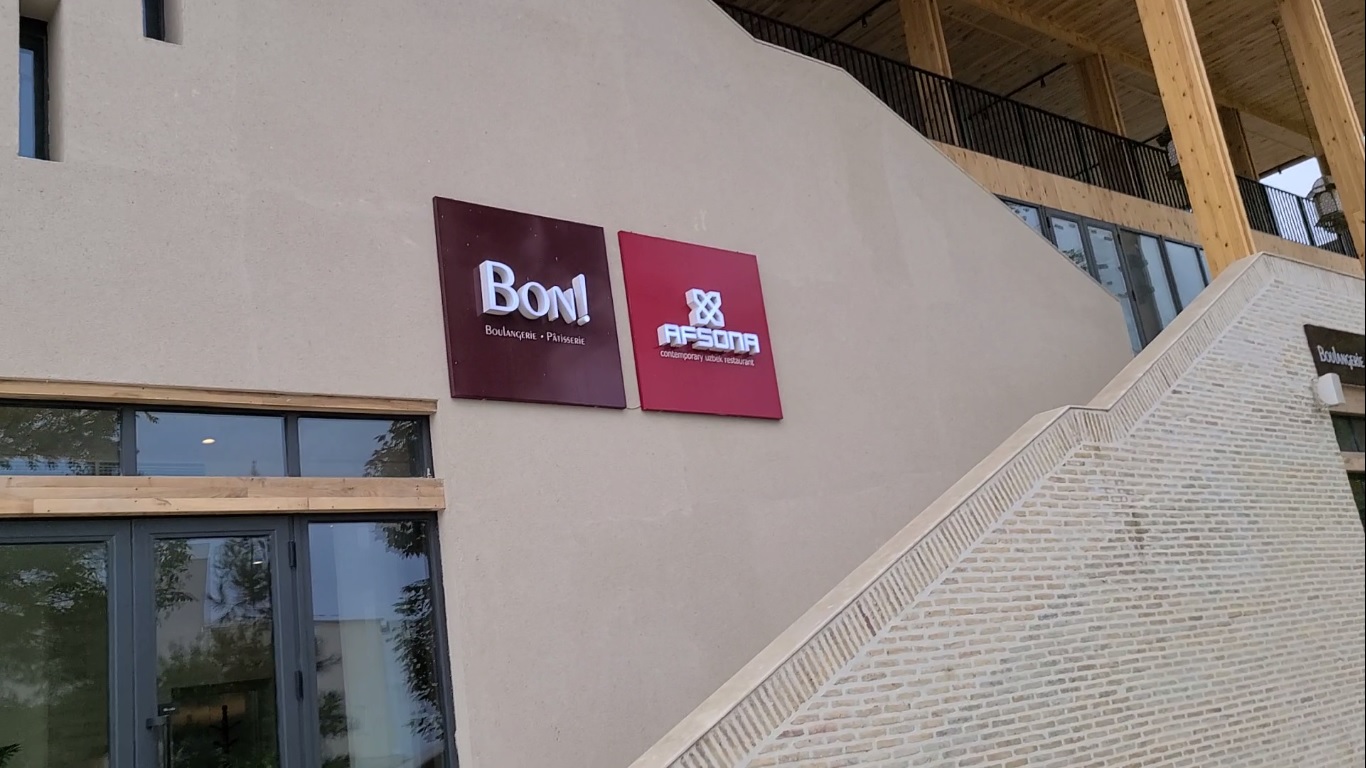 Bon!
Boulangerie • Pâtisserie
AFSONA
contemporary uzbek restaurant
Boulangerie